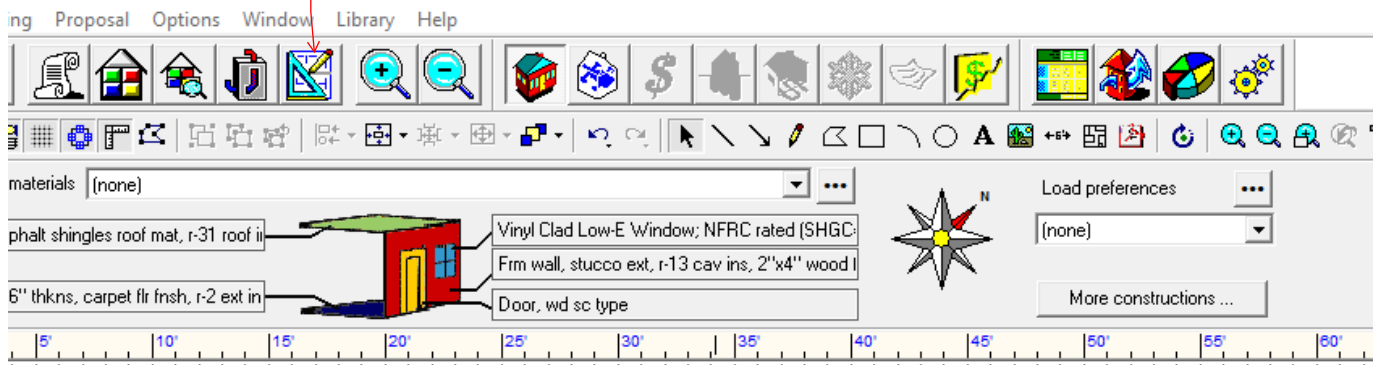 ing Proposal Options Window Library Help
materials (none)
Load preferences
N
phalt shingles roof mat, r-31 roof i
Vinyl Clad Low-E Window; NFRC rated (SHGC:
(none)
Frm wall, stucco ext, r-13 cav ins, 2"x4" wood
6" thkns, carpet flr fnsh, r-2 ext in
Door, wd sc type
More constructions ...
5' 10' 15' 20' 25' 30' 35' 40' 45' 50' 55' 60'